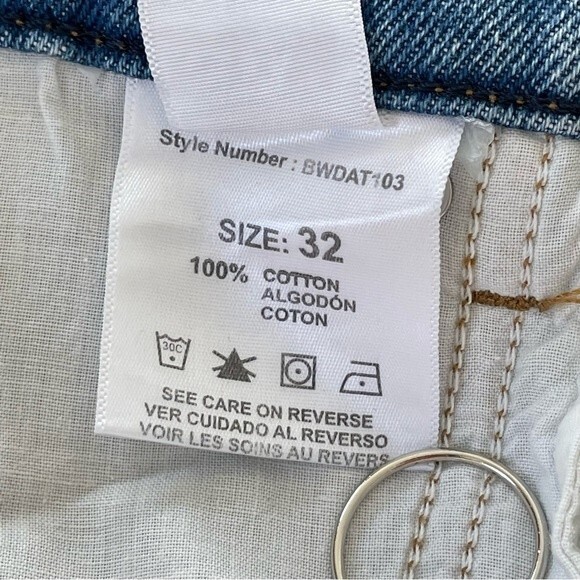 Style Number : BWDAT103
SIZE: 32
100% COTTON
ALGODÓN
COTON
30C
SEE CARE ON REVERSE
VER CUIDADO AL REVERSO
VOIR LES SOINS AU REVERS